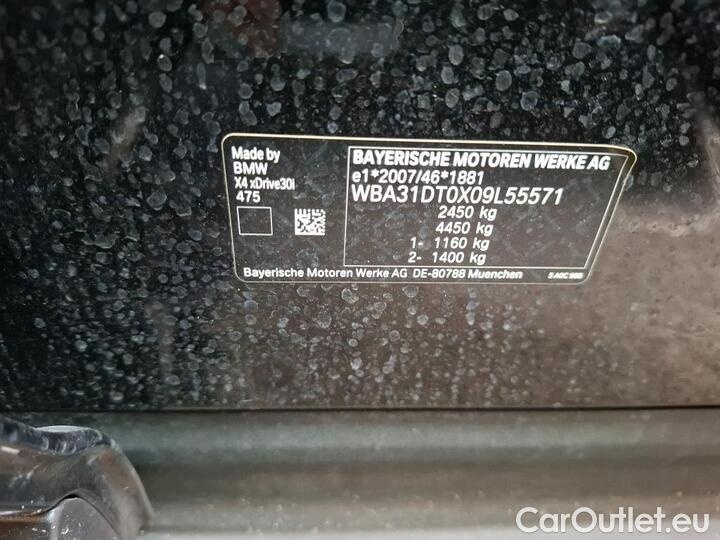 Made by
BMW
X4 xDrive30i
475
BAYERISCHE MOTOREN WERKE AG
e1*2007/46*1881
WBA31DT0X09L55571
2450 kg
4450 kg
1- 1160 kg
2- 1400 kg
Bayerische Motoren Werke AG DE-80788 Muenchen
CarOutlet.eu